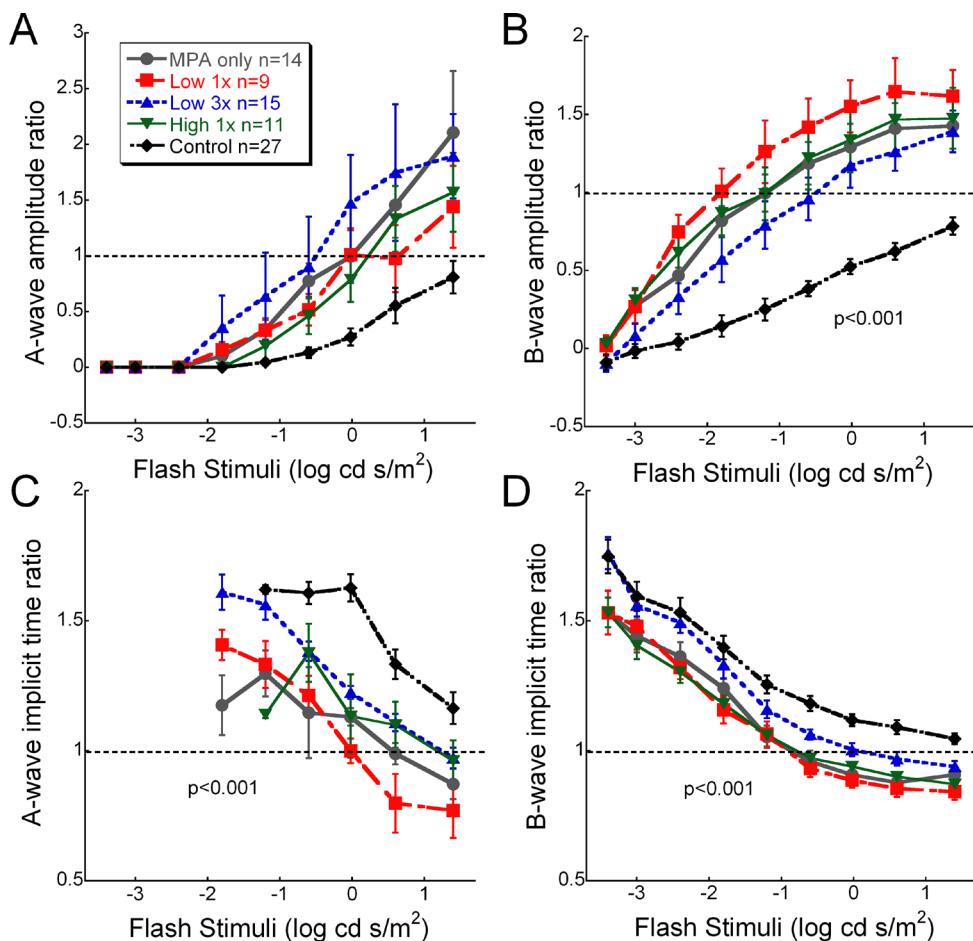 A
MPA only n=14
Low 1x n=9
Low 3x n=15
High 1x n=11
Control n=27
3
2.5
2
1.5
1
0.5
0
-0.5
-3 -2 -1 0 1
A-wave amplitude ratio
Flash Stimuli (log cd s/m²)
B
2
1.5
1
0.5
0
-0.5
-3 -2 -1 0 1
p<0.001
B-wave amplitude ratio
Flash Stimuli (log cd s/m²)
C
2
1.5
1
0.5
-3 -2 -1 0 1
p<0.001
A-wave implicit time ratio
Flash Stimuli (log cd s/m²)
D
2
1.5
1
0.5
-3 -2 -1 0 1
p<0.001
B-wave implicit time ratio
Flash Stimuli (log cd s/m²)